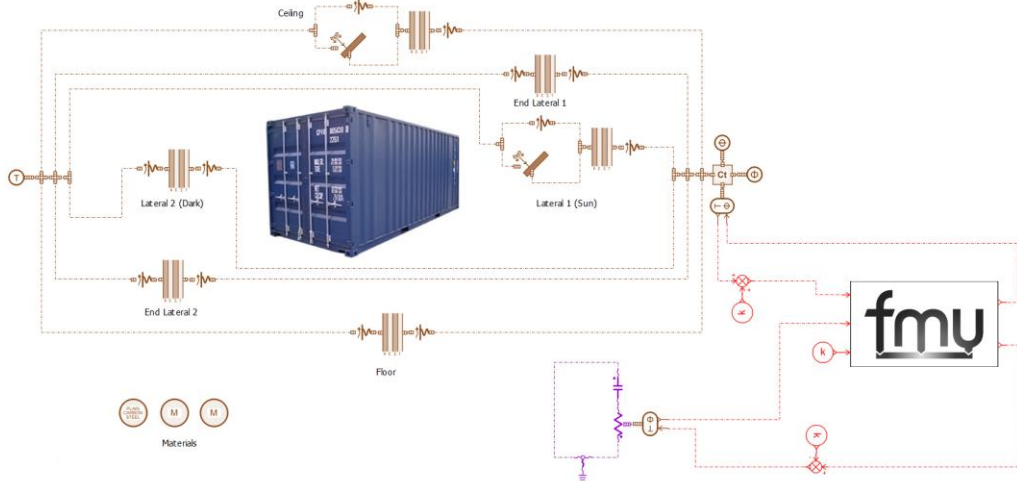 Ceiling
End Lateral 1
T
Lateral 2 (Dark)
Lateral 1 (Sun)
Ct
End Lateral 2
k
fmu
k
Floor
k
PLAIN
CARBON
STEEL
M
M
Materials